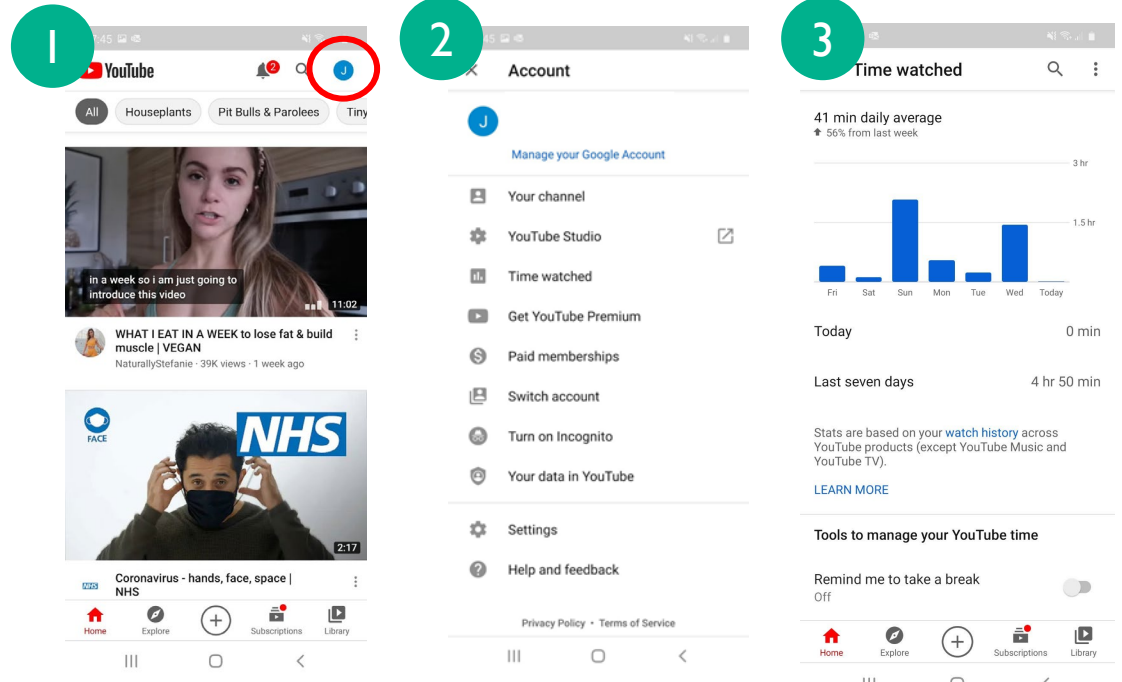 1
:45
YouTube
2
J
All
Houseplants
Pit Bulls & Parolees
Tiny
in a week so i am just going to
introduce this video
11:02
WHAT I EAT IN A WEEK to lose fat & build
muscle | VEGAN
NaturallyStefanie · 39K views · 1 week ago
FACE
NHS
2:17
NHS
Coronavirus - hands, face, space |
NHS
Home
Explore
Subscriptions
Library
2
45
Account
J
Manage your Google Account
Your channel
YouTube Studio
Time watched
Get YouTube Premium
Paid memberships
Switch account
Turn on Incognito
Your data in YouTube
Settings
Help and feedback
Privacy Policy • Terms of Service
3
Time watched
41 min daily average
56% from last week
3 hr
1.5 hr
Fri Sat Sun Mon Tue Wed Today
Today 0 min
Last seven days 4 hr 50 min
Stats are based on your watch history across
YouTube products (except YouTube Music and
YouTube TV).
LEARN MORE
Tools to manage your YouTube time
Remind me to take a break
Off
Home
Explore
Subscriptions
Library